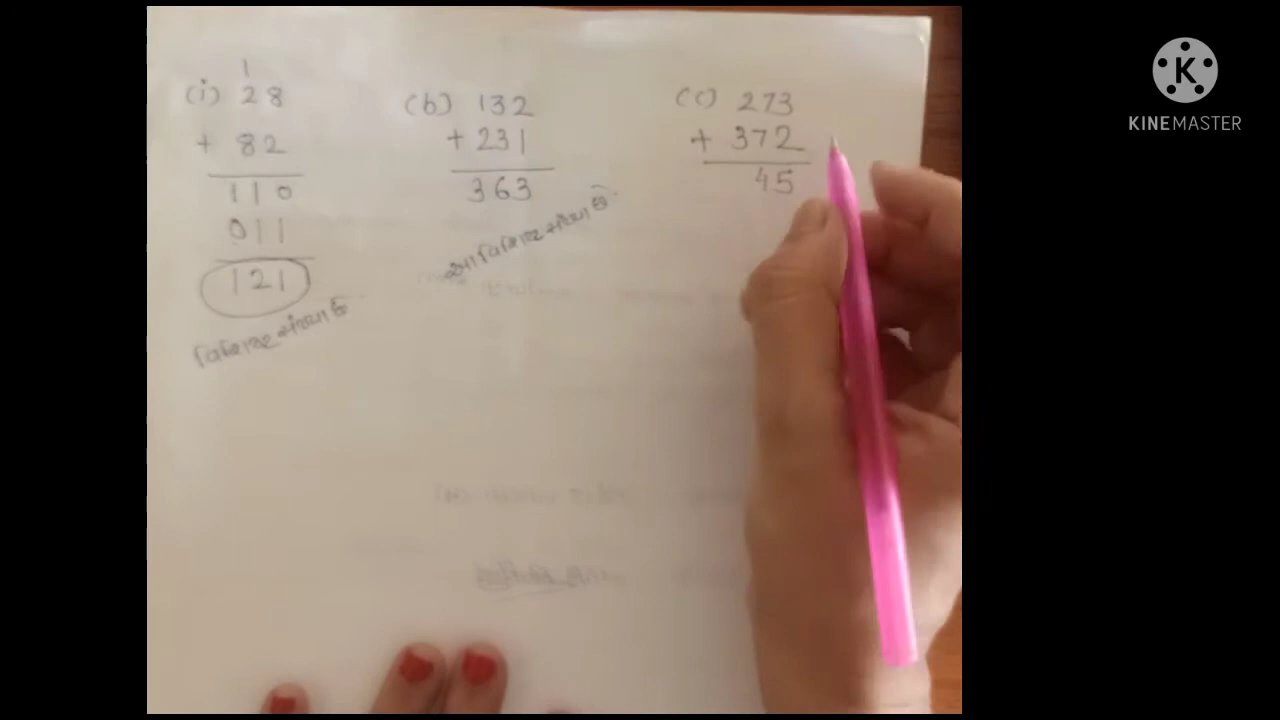 (i) 28
1
+ 82
110
011
121
વિશિષ્ટ સંખ્યા છે
(b) 132
+ 231
363
આ વિશિષ્ટ સંખ્યા છે
(c) 273
+ 372
45
KINEMASTER